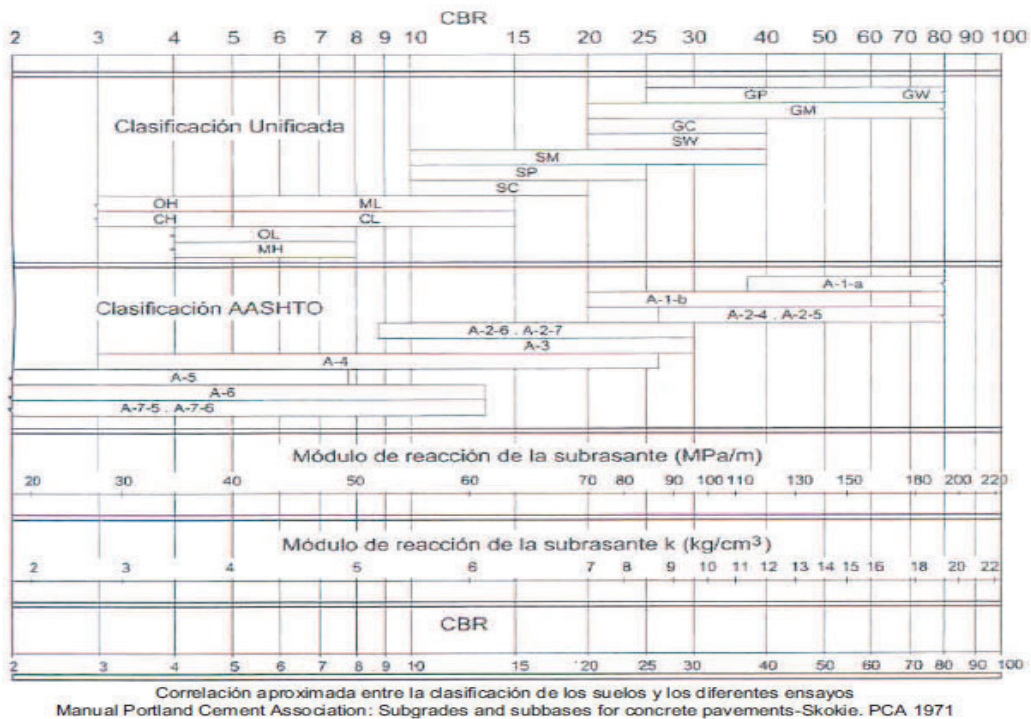 CBR
2 3 4 5 6 7 8 9 10 15 20 25 30 40 50 60 70 80 90 100
GP GW
GM
Clasificación Unificada
GC
SW
SM
SP
SC
OH ML
CH CL
OL
MH
A-1-a
Clasificación AASHTO
A-1-b
A-2-4 . A-2-5
A-2-6 . A-2-7
A-3
A-4
A-5
A-6
A-7-5 . A-7-6
Módulo de reacción de la subrasante (MPa/m)
20 30 40 50 60 70 80 90 100 110 130 150 180 200 220
Módulo de reacción de la subrasante k (kg/cm³)
2 3 4 5 6 7 8 9 10 11 12 13 14 15 16 18 20 22
CBR
2 3 4 5 6 7 8 9 10 15 20 25 30 40 50 60 70 80 90 100
Correlación aproximada entre la clasificación de los suelos y los diferentes ensayos
Manual Portland Cement Association: Subgrades and subbases for concrete pavements-Skokie. PCA 1971